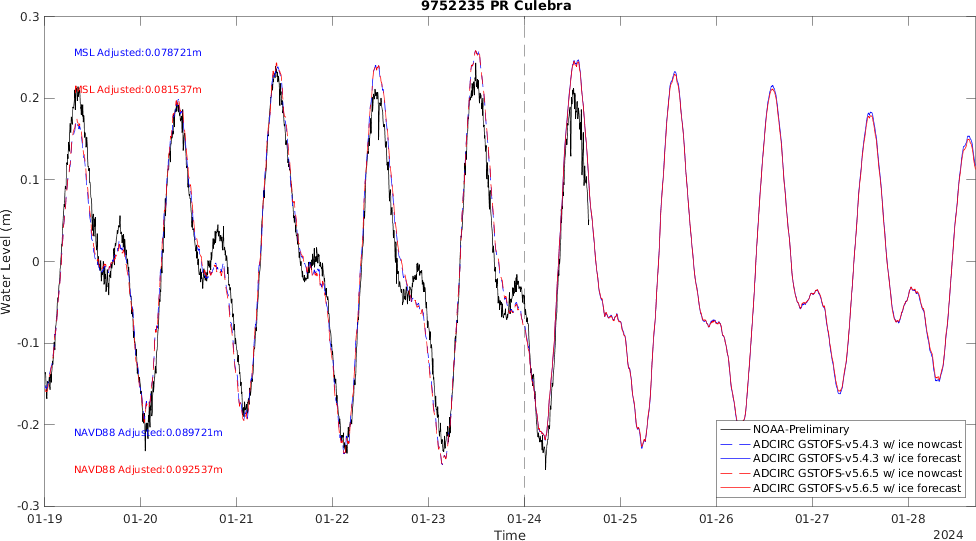 9752235 PR Culebra
0.3
MSL Adjusted:0.078721m
MSL Adjusted:0.081537m
0.2
0.1
0
-0.1
-0.2
-0.3
Water Level (m)
NAVD88 Adjusted:0.089721m
NAVD88 Adjusted:0.092537m
NOAA-Preliminary
ADCIRC GSTOFS-v5.4.3 w/ ice nowcast
ADCIRC GSTOFS-v5.4.3 w/ ice forecast
ADCIRC GSTOFS-v5.6.5 w/ ice nowcast
ADCIRC GSTOFS-v5.6.5 w/ ice forecast
01-19 01-20 01-21 01-22 01-23 01-24 01-25 01-26 01-27 01-28
Time
2024